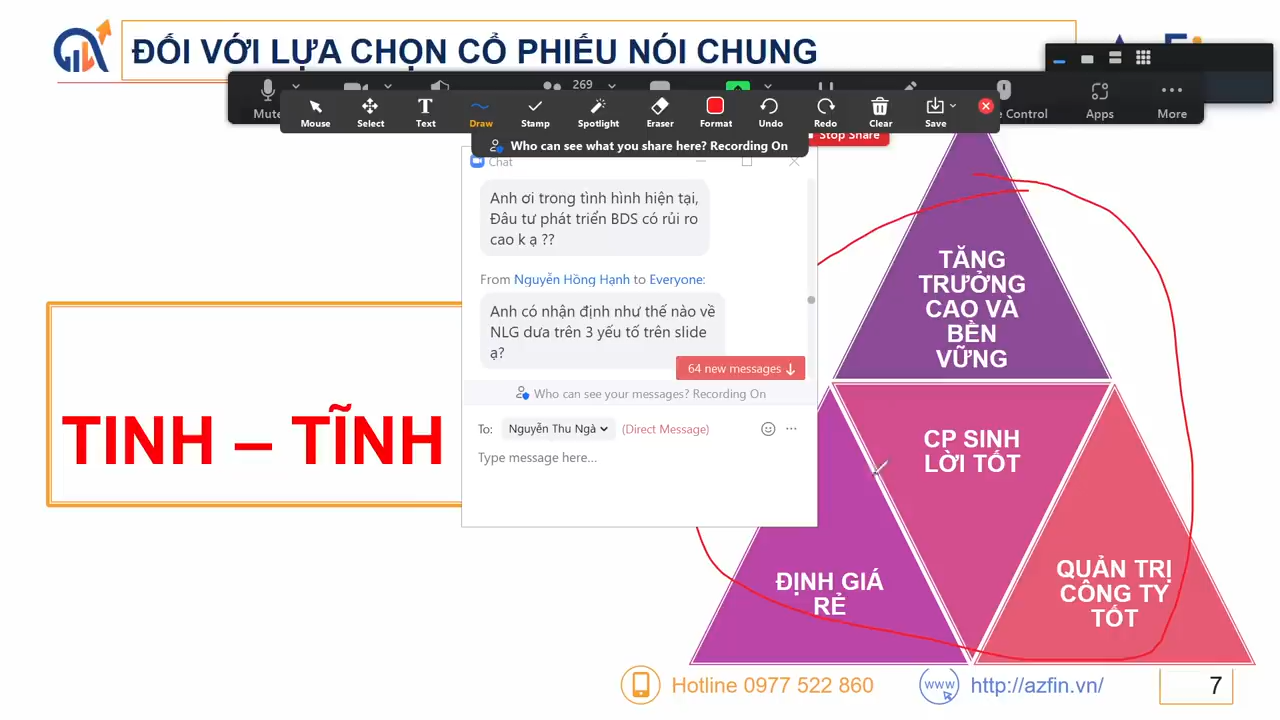 ĐỐI VỚI LỰA CHỌN CỔ PHIẾU NÓI CHUNG
269
Mute
Control
Apps
More
Mouse
Select
Text
Draw
Stamp
Spotlight
Eraser
Format
Undo
Redo
Clear
Save
Stop Share
Who can see what you share here? Recording On
Chat
Anh ơi trong tình hình hiện tại,
Đâu tư phát triển BDS có rủi ro
cao k ạ ??
From Nguyễn Hồng Hạnh to Everyone:
Anh có nhận định như thế nào về
NLG dưa trên 3 yếu tố trên slide
ạ?
64 new messages
Who can see your messages? Recording On
To: Nguyễn Thu Ngà (Direct Message)
Type message here...
TINH – TĨNH
TĂNG
TRƯỞNG
CAO VÀ
BỀN
VỮNG
CP SINH
LỜI TỐT
ĐỊNH GIÁ
RẺ
QUẢN TRỊ
CÔNG TY
TỐT
Hotline 0977 522 860
www
http://azfin.vn/
7